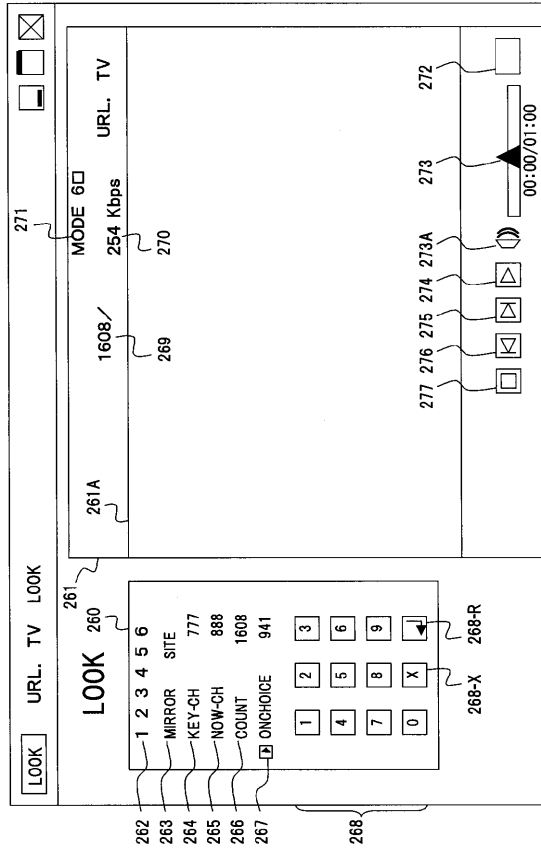 LOOK URL. TV LOOK
271
261
261A
MODE 6□
1608/ 254 Kbps URL. TV
269 270
LOOK
260
262 1 2 3 4 5 6
263 MIRROR SITE
264 KEY-CH 777
265 NOW-CH 888
266 COUNT 1608
267 ONCHOICE 941
268
1 2 3
4 5 6
7 8 9
0 X
268-X 268-R
277 276 275 274 273A 273 272
00:00/01:00